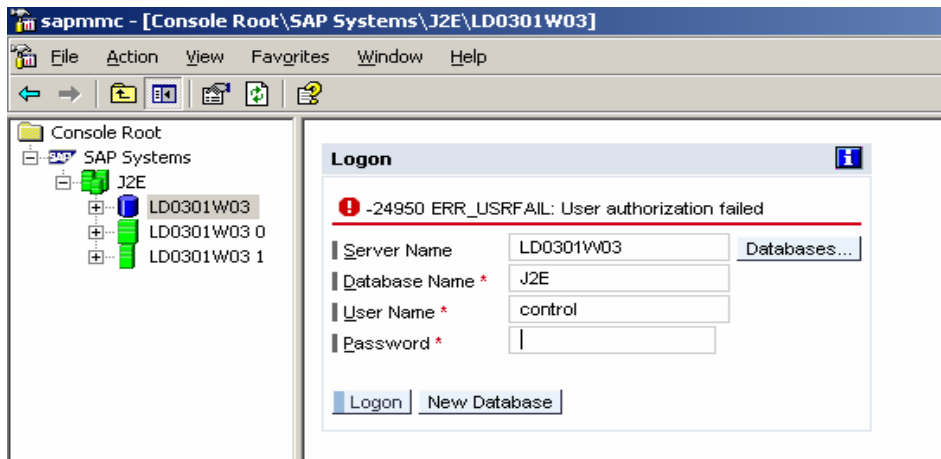 sapmmc - [Console Root\SAP Systems\J2E\LD0301W03]
File Action View Favorites Window Help
Console Root
SAP SAP Systems
J2E
LD0301W03
LD0301W03 0
LD0301W03 1
Logon
-24950 ERR_USRFAIL: User authorization failed
Server Name LD0301W03 Databases...
Database Name * J2E
User Name * control
Password *
Logon New Database